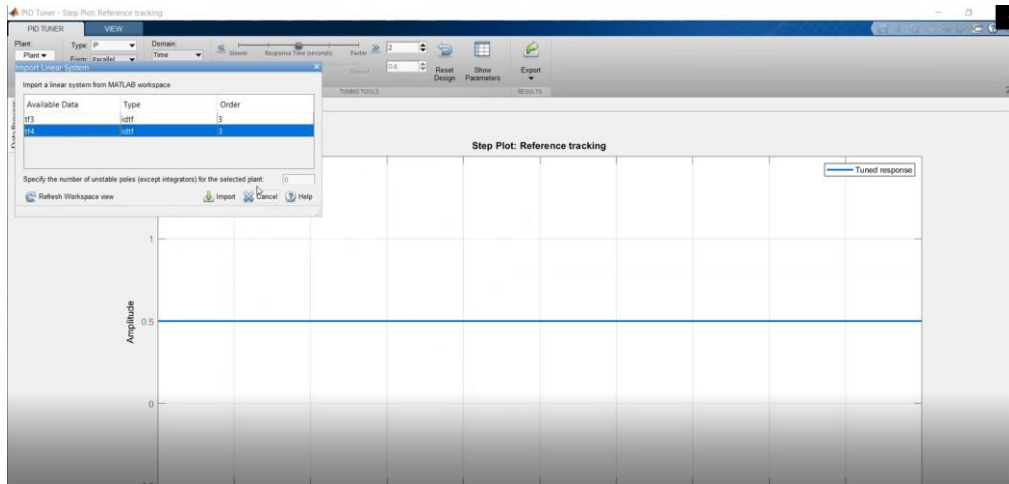 PID Tuner - Step Plot: Reference tracking
PID TUNER VIEW
Plant: Type: P Domain:
Plant Form: Parallel Time
Slower Response Time (seconds) Faster 2
0.6
Reset Design
Show Parameters
Export
TUNING TOOLS
RESULTS
Import Linear System
Import a linear system from MATLAB workspace
Available Data Type Order
tf3 idtf 3
tf4 idtf 3
Specify the number of unstable poles (except integrators) for the selected plant: 0
Refresh Workspace view Import Cancel Help
Step Plot: Reference tracking
Tuned response
1
0.5
0
Amplitude